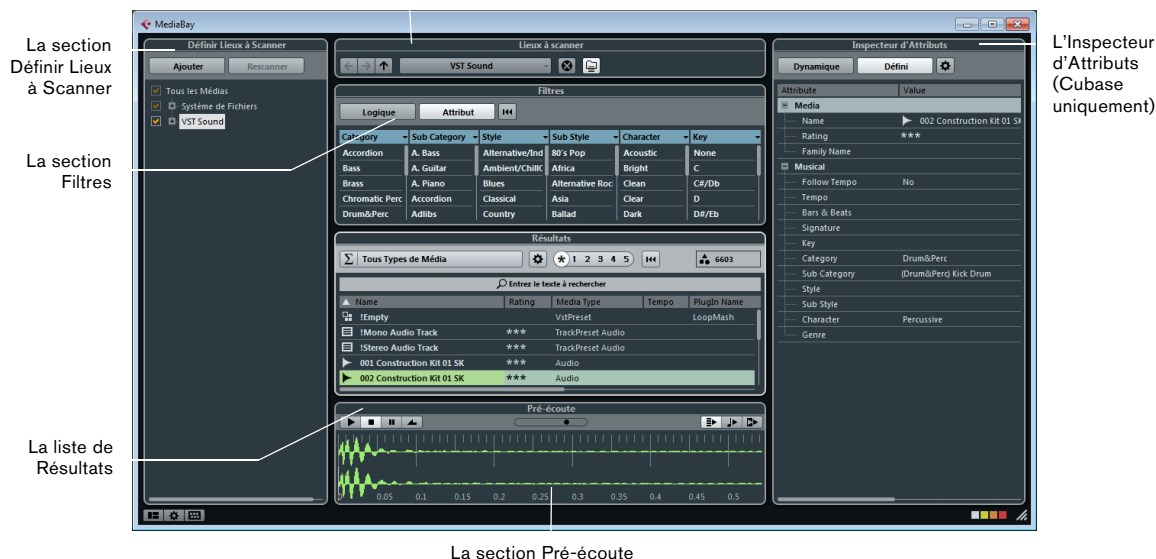 MediaBay
La section
Définir Lieux
à Scanner
La section
Filtres
La liste de
Résultats
Définir Lieux à Scanner
Ajouter Rescanner
Tous les Médias
Système de Fichiers
VST Sound
Lieux à scanner
VST Sound
Filtres
Logique Attribut
Category Sub Category Style Sub Style Character Key
Accordion A. Bass Alternative/Ind 80's Pop Acoustic None
Bass A. Guitar Ambient/ChillC Africa Bright C
Brass A. Piano Blues Alternative Roc Clean C#/Db
Chromatic Perc Accordion Classical Asia Clear D
Drum&Perc Adlibs Country Ballad Dark D#/Eb
Résultats
Σ Tous Types de Média * 1 2 3 4 5 6603
Entrez le texte à rechercher
Name Rating Media Type Tempo PlugIn Name
!Empty VstPreset LoopMash
!Mono Audio Track *** TrackPreset Audio
!Stereo Audio Track *** TrackPreset Audio
001 Construction Kit 01 SK *** Audio
002 Construction Kit 01 SK *** Audio
Pré-écoute
0 0.05 0.1 0.15 0.2 0.25 0.3 0.35 0.4 0.45 0.5
Inspecteur d'Attributs
Dynamique Défini
Attribute Value
Media
Name 002 Construction Kit 01 SK
Rating ***
Family Name
Musical
Follow Tempo No
Tempo
Bars & Beats
Signature
Key
Category Drum&Perc
Sub Category (Drum&Perc) Kick Drum
Style
Sub Style
Character Percussive
Genre
L'Inspecteur
d'Attributs
(Cubase
uniquement)
La section Pré-écoute